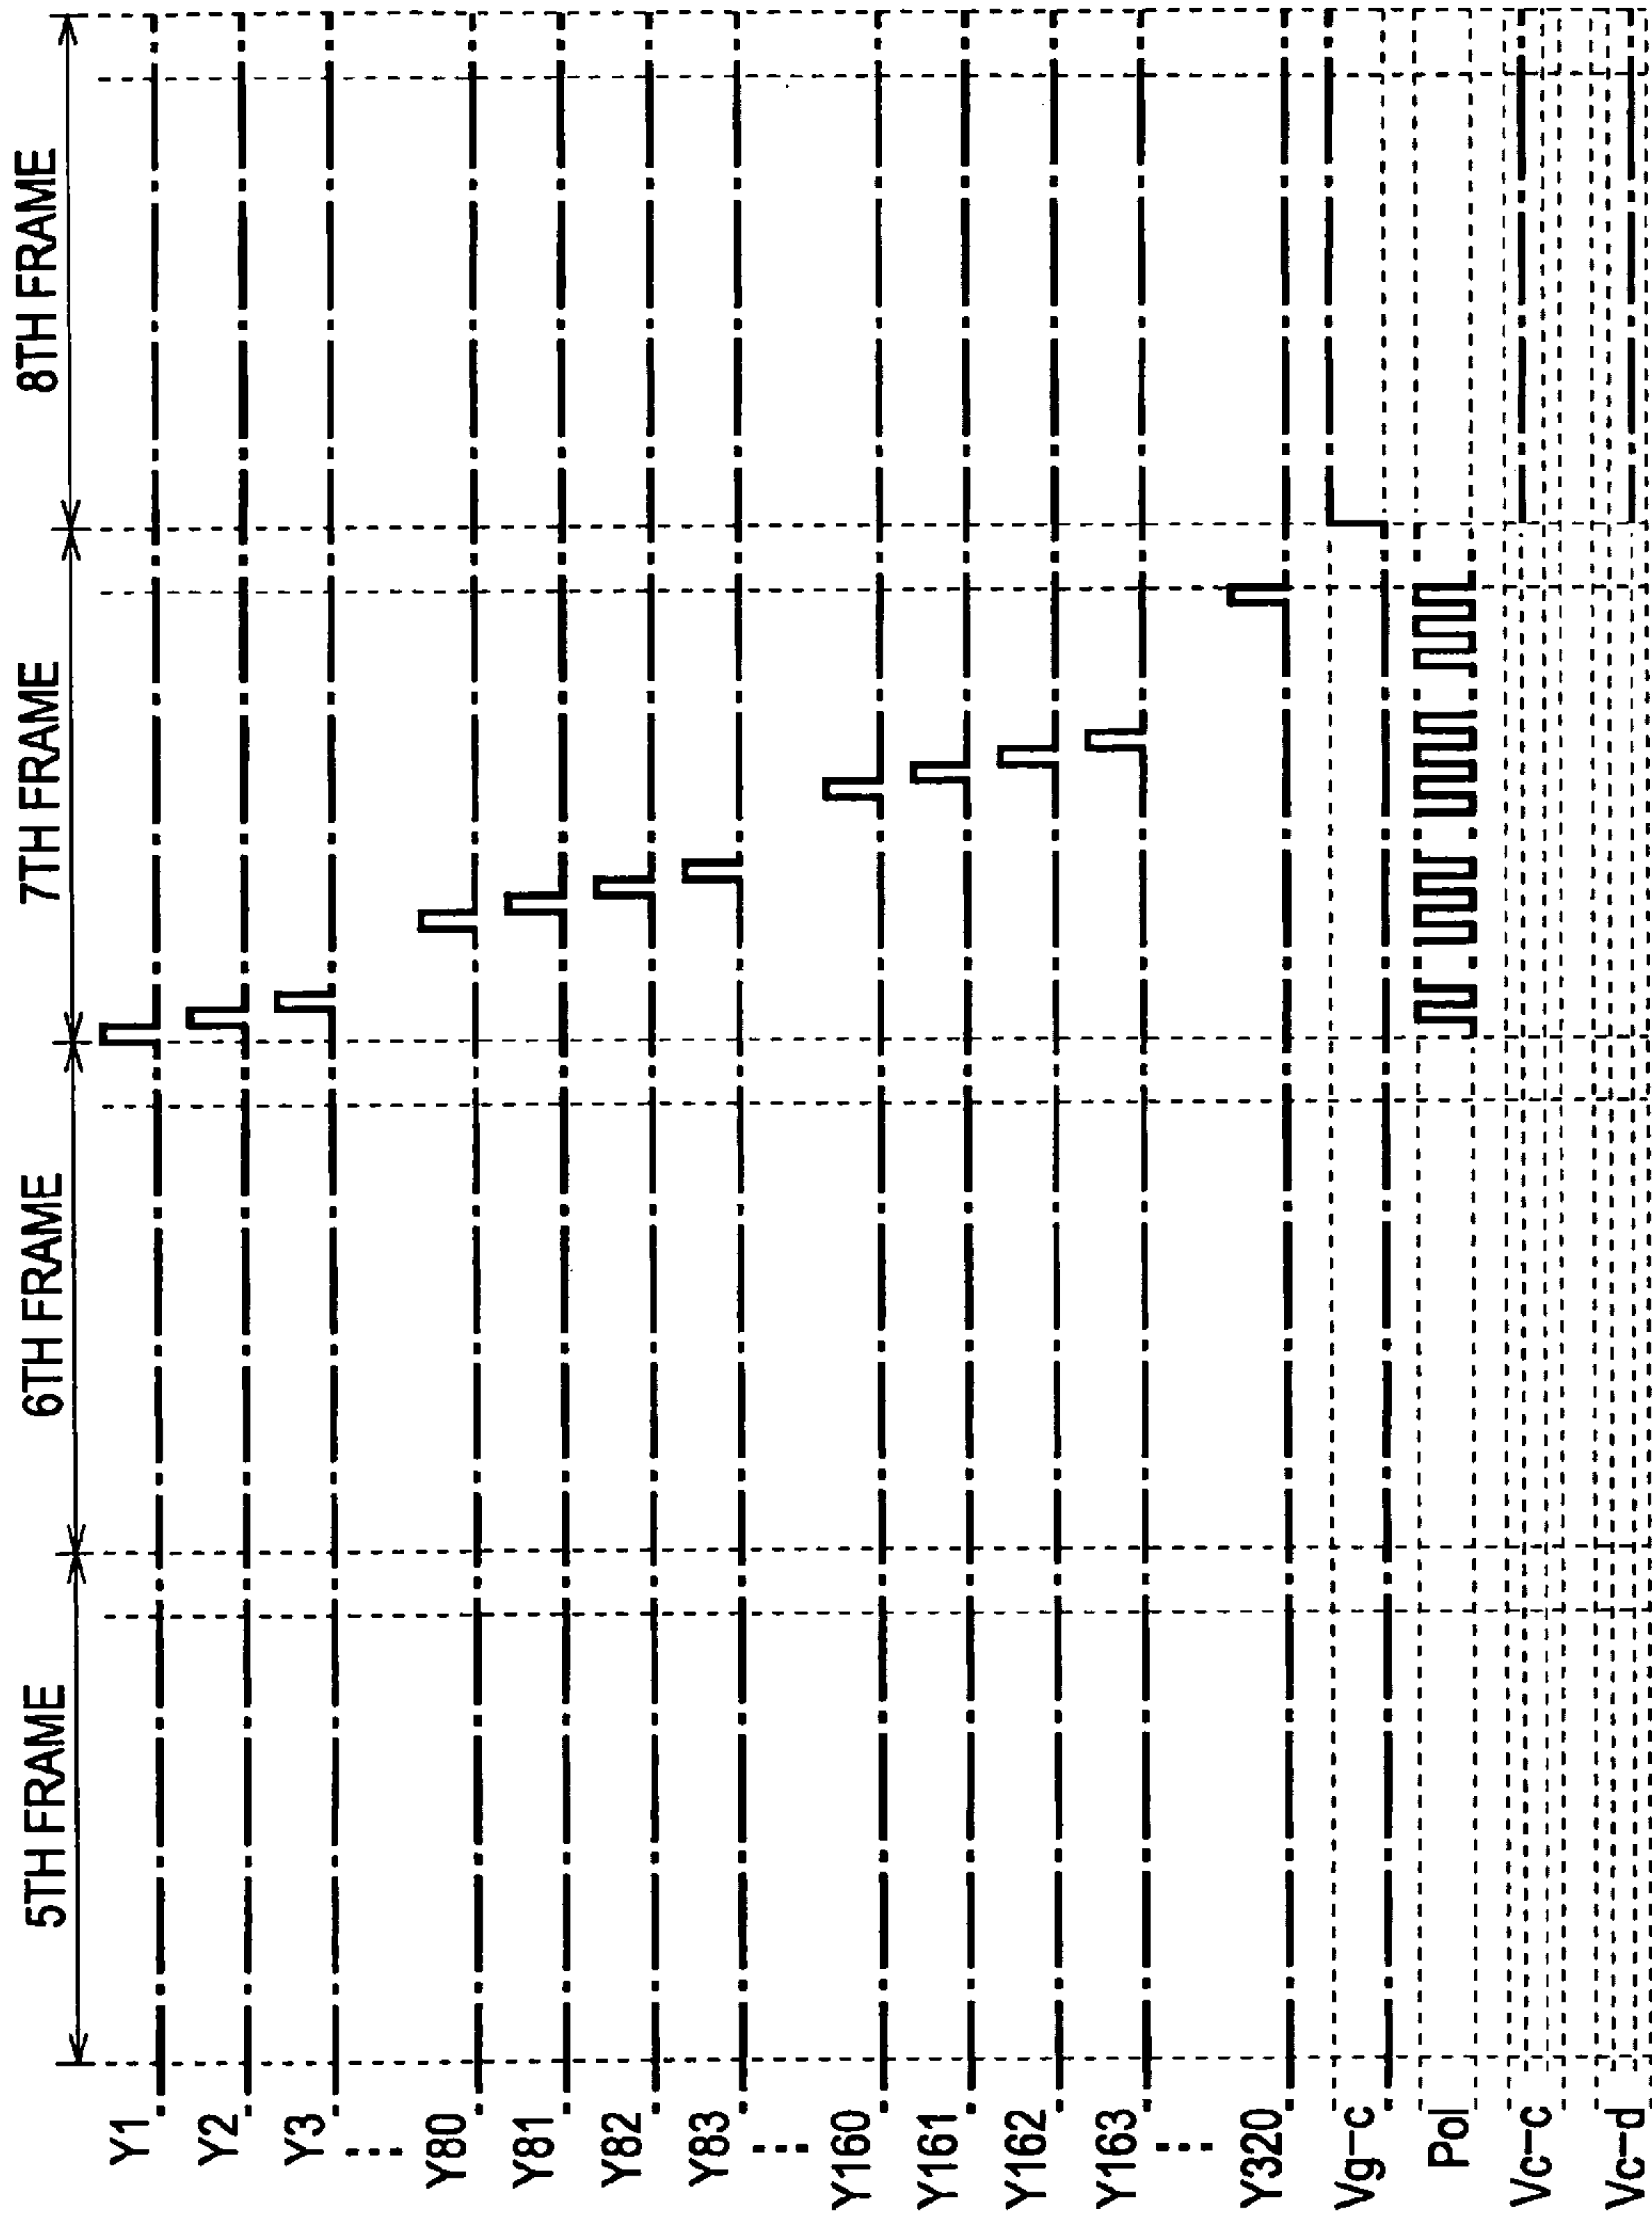 5TH FRAME
6TH FRAME
7TH FRAME
8TH FRAME
Y1
Y2
Y3
...
Y80
Y81
Y82
Y83
...
Y160
Y161
Y162
Y163
...
Y320
Vg-c
Pol
Vc-c
Vc-d